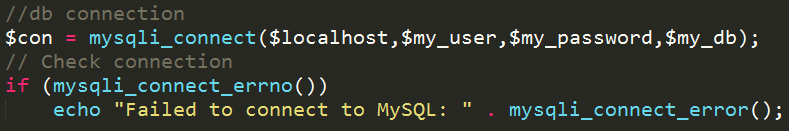 //db connection
$con = mysqli_connect($localhost,$my_user,$my_password,$my_db);
// Check connection
if (mysqli_connect_errno())
    echo "Failed to connect to MySQL: " . mysqli_connect_error();